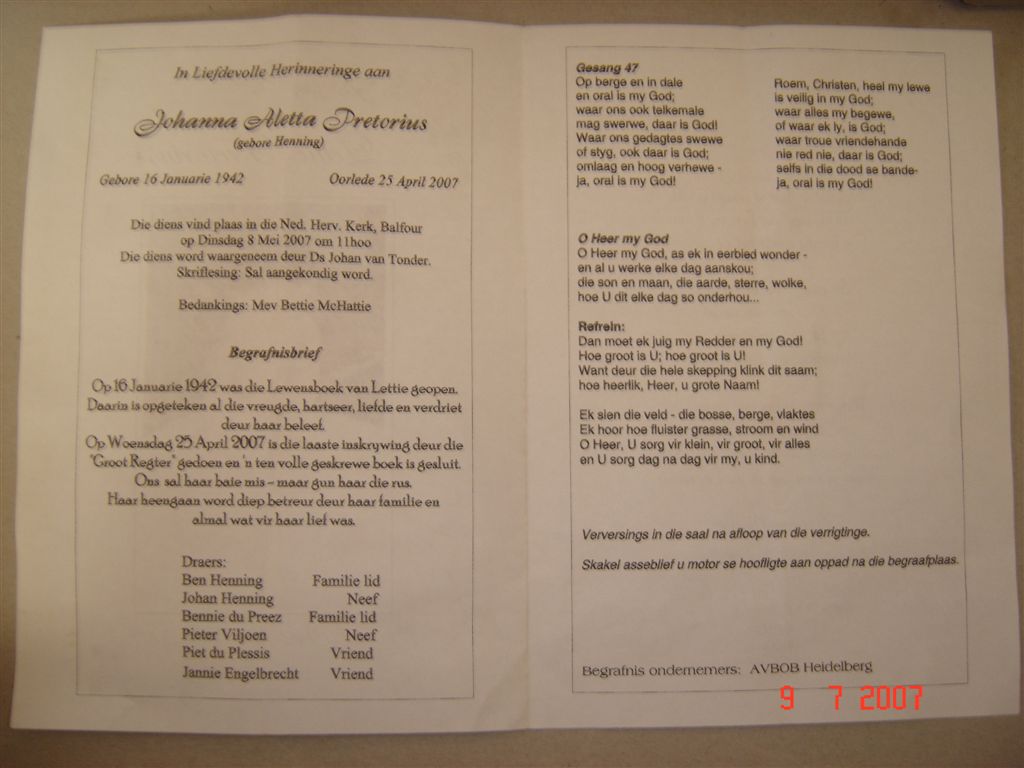 In Liefdevolle Herinneringe aan
Johanna Aletta Pretorius
(gebore Henning)
Gebore 16 Januarie 1942 Oorlede 25 April 2007
Die diens vind plaas in die Ned. Herv. Kerk, Balfour
op Dinsdag 8 Mei 2007 om 11hoo
Die diens word waargeneem deur Ds Johan van Tonder.
Skriflesing: Sal aangekondig word.
Bedankings: Mev Bettie McHattie
Begrafnisbrief
Op 16 Januarie 1942 was die Lewensboek van Lettie geopen.
Daarin is opgeteken al die vreugde, hartseer, liefde en verdriet
deur haar beleef.
Op Woensdag 25 April 2007 is die laaste inskrywing deur die
"Groot Regter" gedoen en 'n ten volle geskrewe boek is gesluit.
Ons sal haar baie mis – maar gun haar die rus.
Haar heengaan word diep betreur deur haar familie en
almal wat vir haar lief was.
Draers:
Ben Henning Familie lid
Johan Henning Neef
Bennie du Preez Familie lid
Pieter Viljoen Neef
Piet du Plessis Vriend
Jannie Engelbrecht Vriend
Gesang 47
Op berge en in dale
en oral is my God;
waar ons ook telkemale
mag swerwe, daar is God!
Waar ons gedagtes swewe
of styg, ook daar is God;
omlaag en hoog verhewe -
ja, oral is my God!
Roem, Christen, heel my lewe
is veilig in my God;
waar alles my begewe,
of waar ek ly, is God;
waar troue vriendehande
nie red nie, daar is God;
selfs in die dood se bande-
ja, oral is my God!
O Heer my God
O Heer my God, as ek in eerbied wonder -
en al u werke elke dag aanskou;
die son en maan, die aarde, sterre, wolke,
hoe U dit elke dag so onderhou...
Refrein:
Dan moet ek juig my Redder en my God!
Hoe groot is U; hoe groot is U!
Want deur die hele skepping klink dit saam;
hoe heerlik, Heer, u grote Naam!
Ek sien die veld - die bosse, berge, vlaktes
Ek hoor hoe fluister grasse, stroom en wind
O Heer, U sorg vir klein, vir groot, vir alles
en U sorg dag na dag vir my, u kind.
Verversings in die saal na afloop van die verrigtinge.
Skakel asseblief u motor se hoofligte aan oppad na die begraafplaas.
Begrafnis ondernemers: AVBOB Heidelberg
9 7 2007